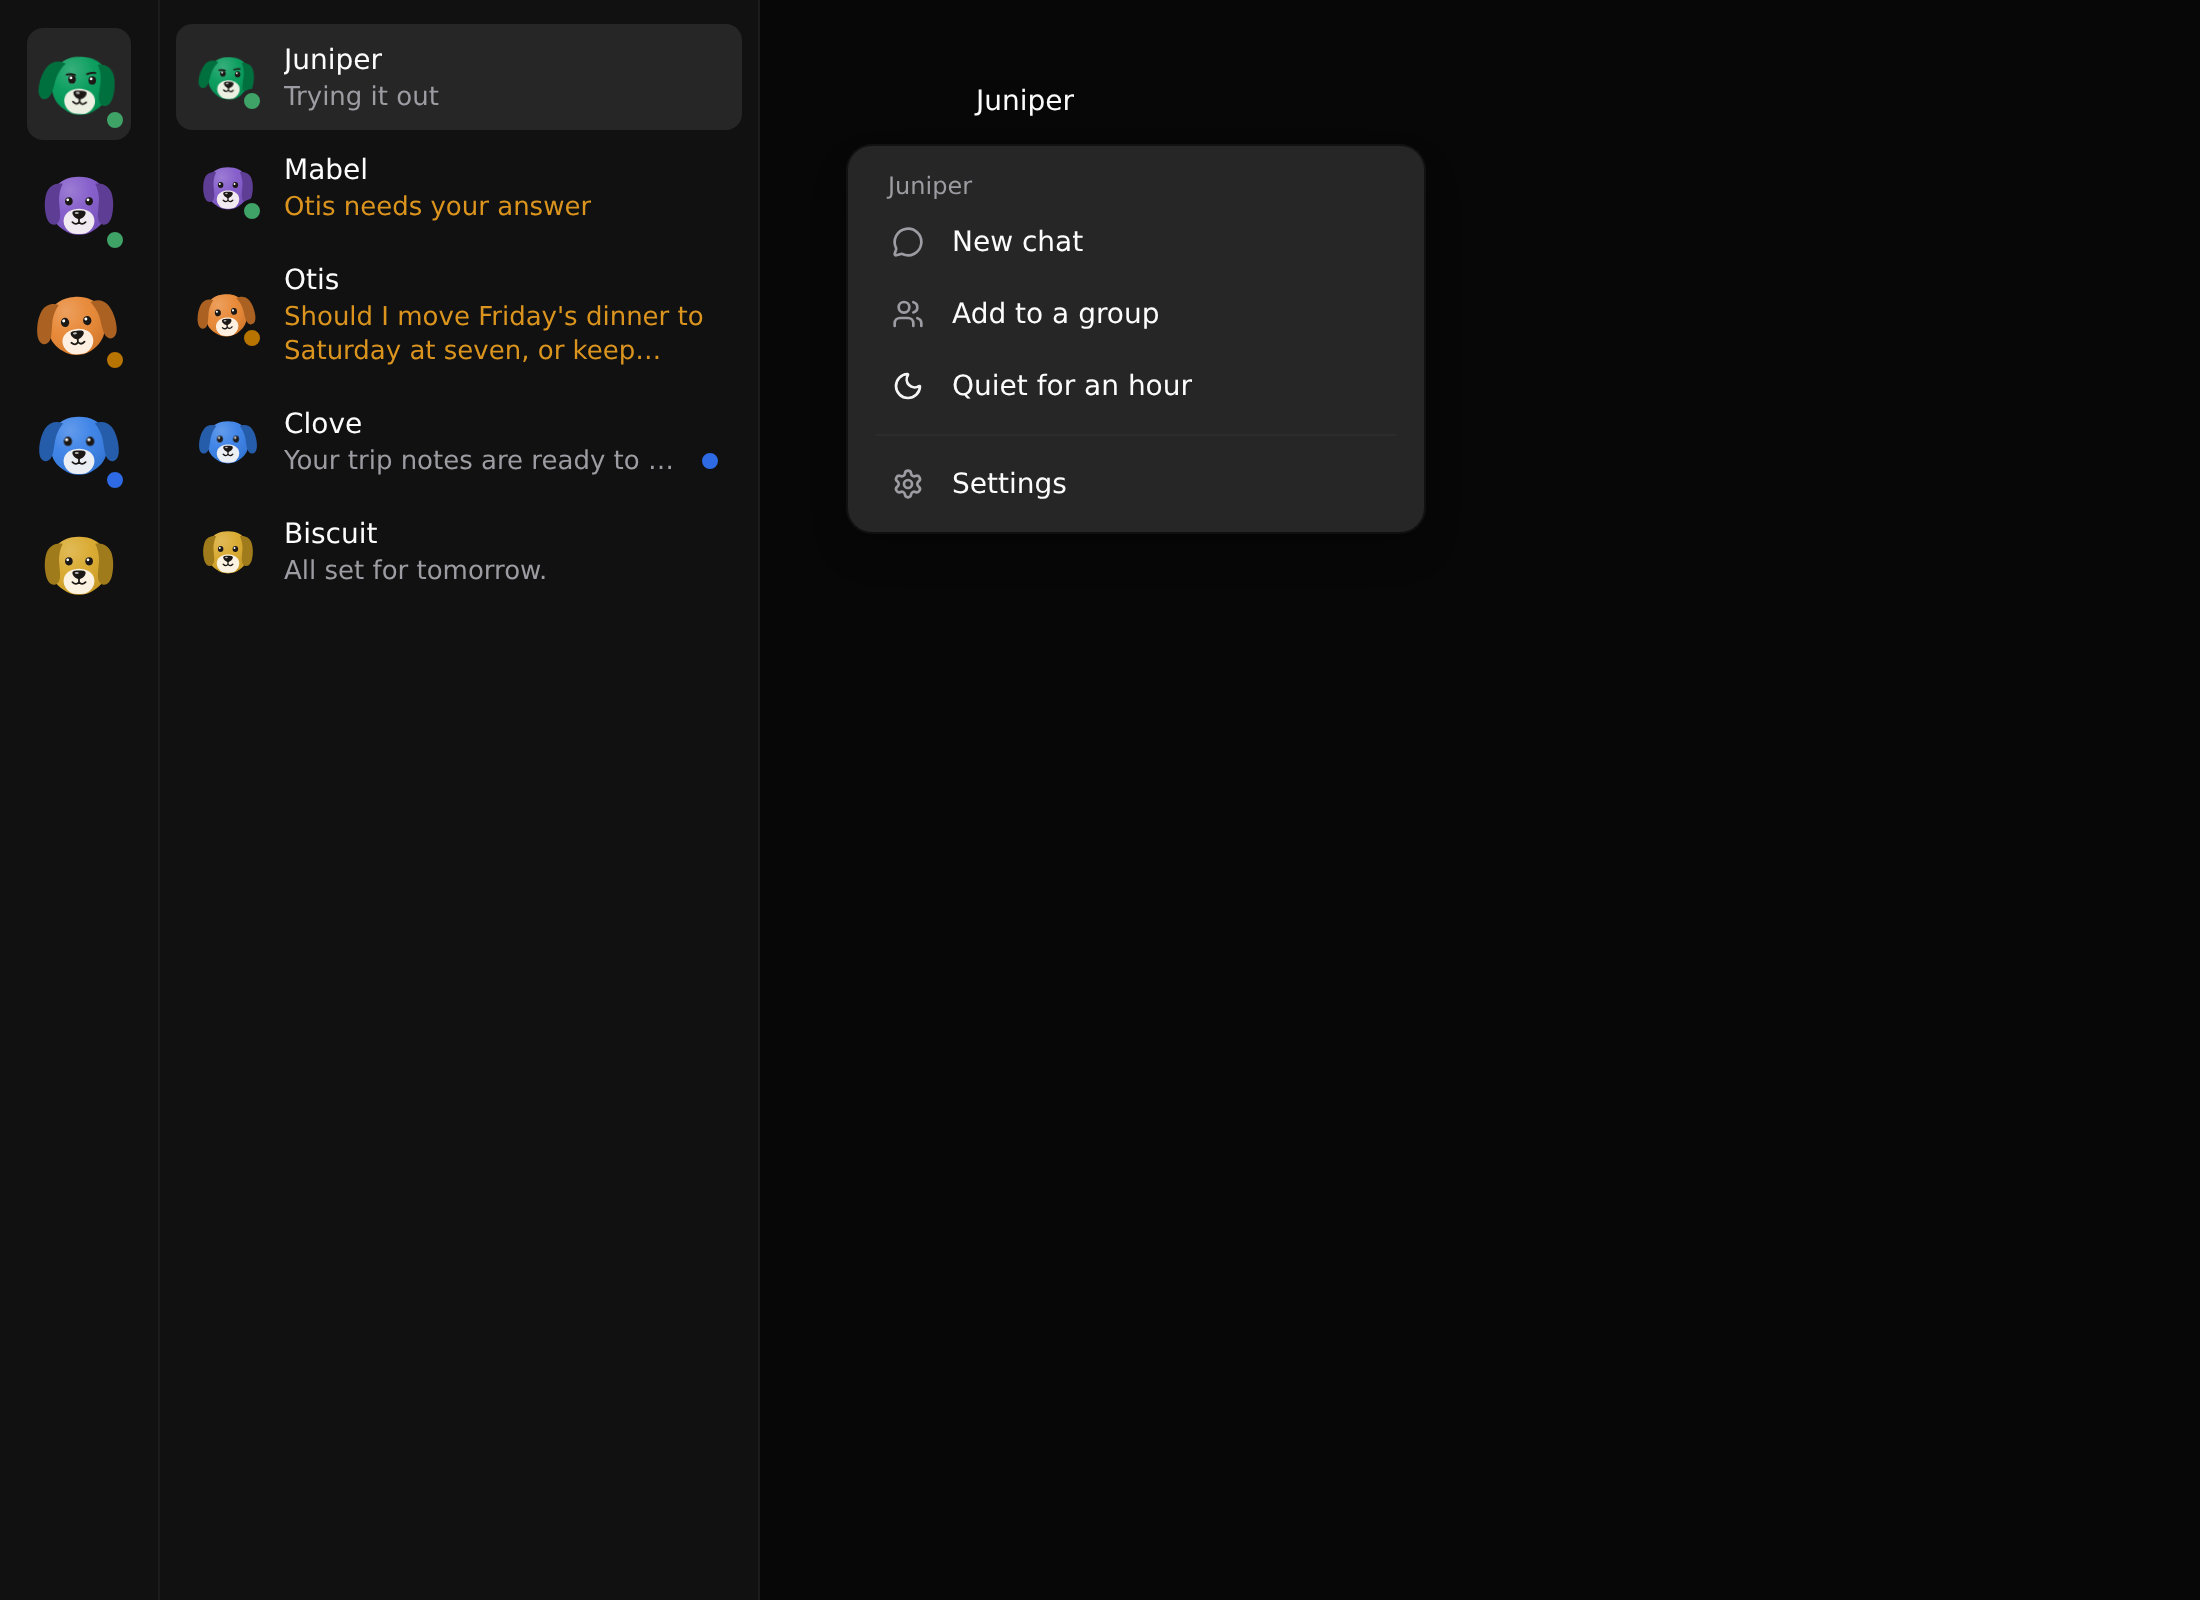 Juniper
Trying it out
Mabel
Otis needs your answer
Otis
Should I move Friday's dinner to
Saturday at seven, or keep…
Clove
Your trip notes are ready to …
Biscuit
All set for tomorrow.
Juniper
Juniper
New chat
Add to a group
Quiet for an hour
Settings